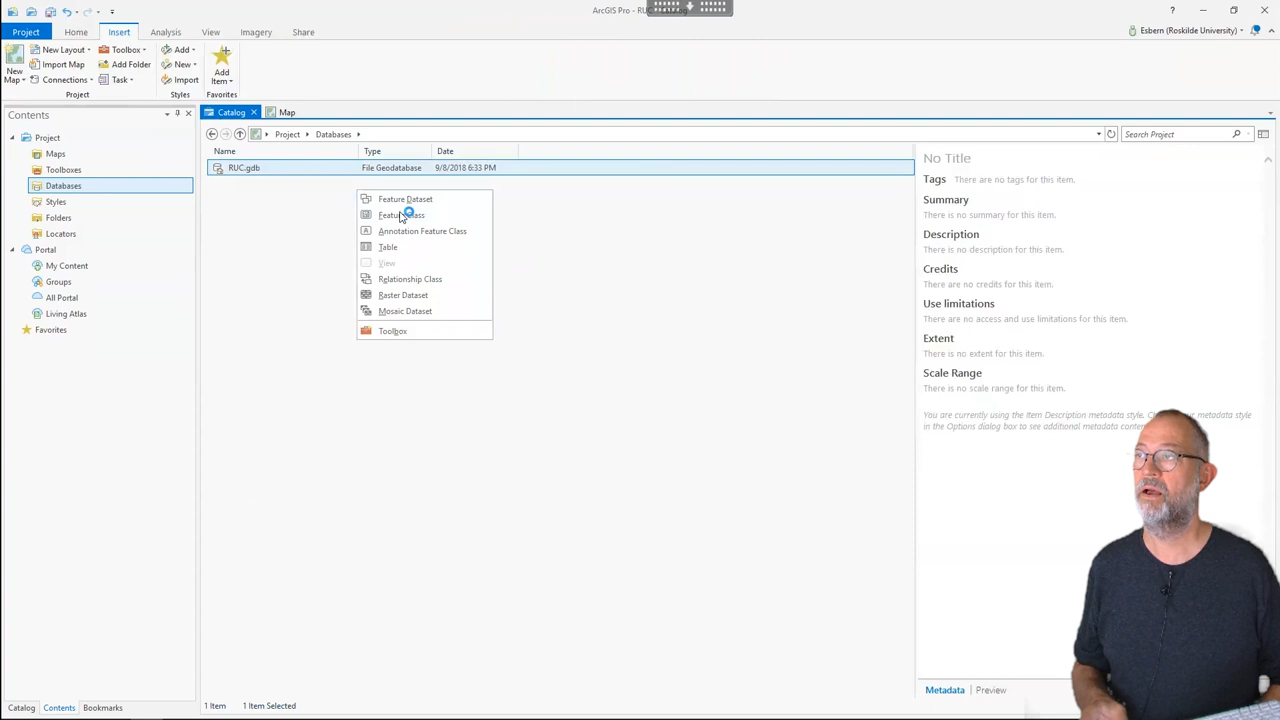 ArcGIS Pro - RUC
?
Project Home Insert Analysis View Imagery Share
Esbern (Roskilde University)
New Map
New Layout
Import Map
Connections
Toolbox
Add Folder
Task
Project
Add
New
Import
Styles
Add Item
Favorites
Contents
Project
Maps
Toolboxes
Databases
Styles
Folders
Locators
Portal
My Content
Groups
All Portal
Living Atlas
Favorites
Catalog Map
Project Databases
Search Project
Name Type Date
RUC.gdb File Geodatabase 9/8/2018 6:33 PM
Feature Dataset
Annotation Feature Class
Table
View
Relationship Class
Raster Dataset
Mosaic Dataset
Toolbox
No Title
Tags There are no tags for this item.
Summary
There is no summary for this item.
Description
There is no description for this item.
Credits
There are no credits for this item.
Use limitations
There are no access and use limitations for this item.
Extent
There is no extent for this item.
Scale Range
There is no scale range for this item.
You are currently using the Item Description metadata style. metadata style
in the Options dialog box to see additional metadata
Metadata Preview
Catalog Contents Bookmarks
1 Item 1 Item Selected